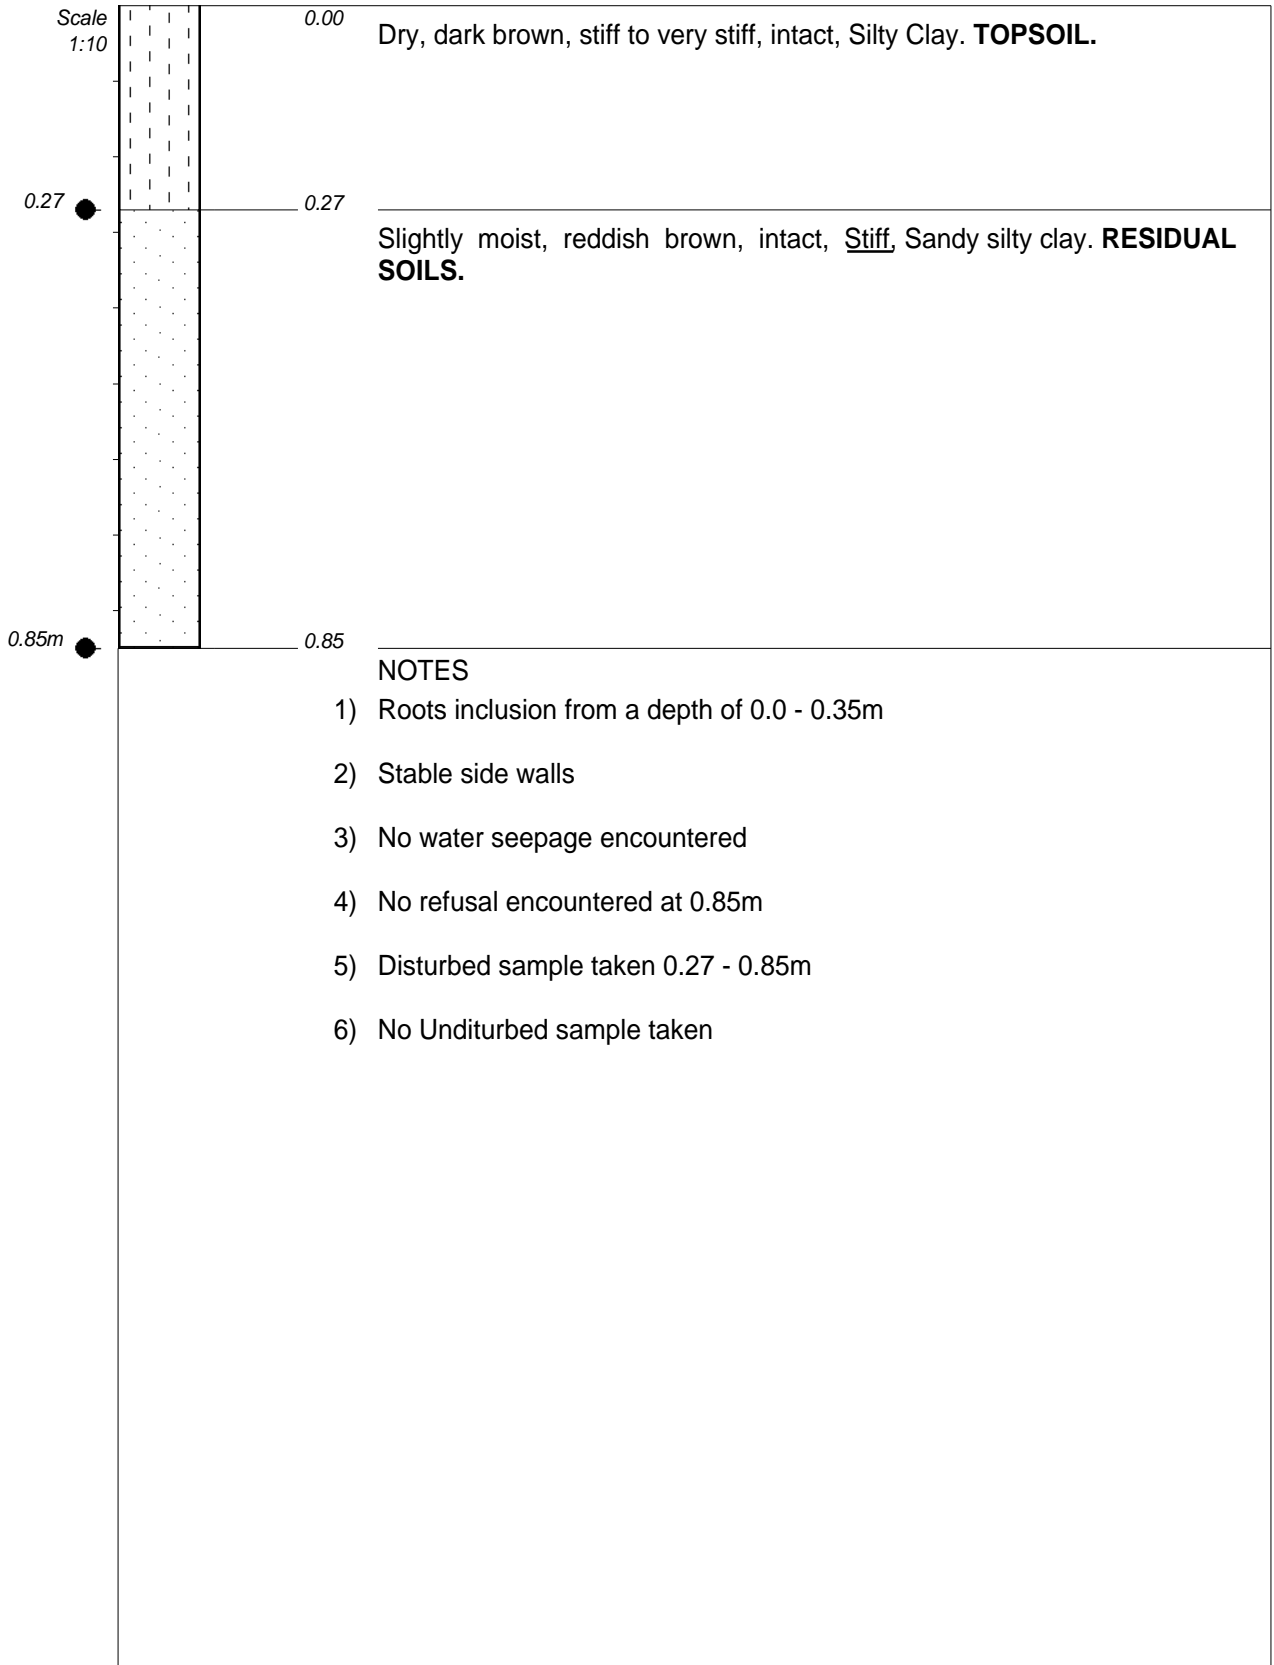 Scale
1:10
0.00
Dry, dark brown, stiff to very stiff, intact, Silty Clay. TOPSOIL.
0.27
0.27
Slightly moist, reddish brown, intact, Stiff, Sandy silty clay. RESIDUAL
SOILS.
0.85m
0.85
NOTES
1) Roots inclusion from a depth of 0.0 - 0.35m
2) Stable side walls
3) No water seepage encountered
4) No refusal encountered at 0.85m
5) Disturbed sample taken 0.27 - 0.85m
6) No Unditurbed sample taken